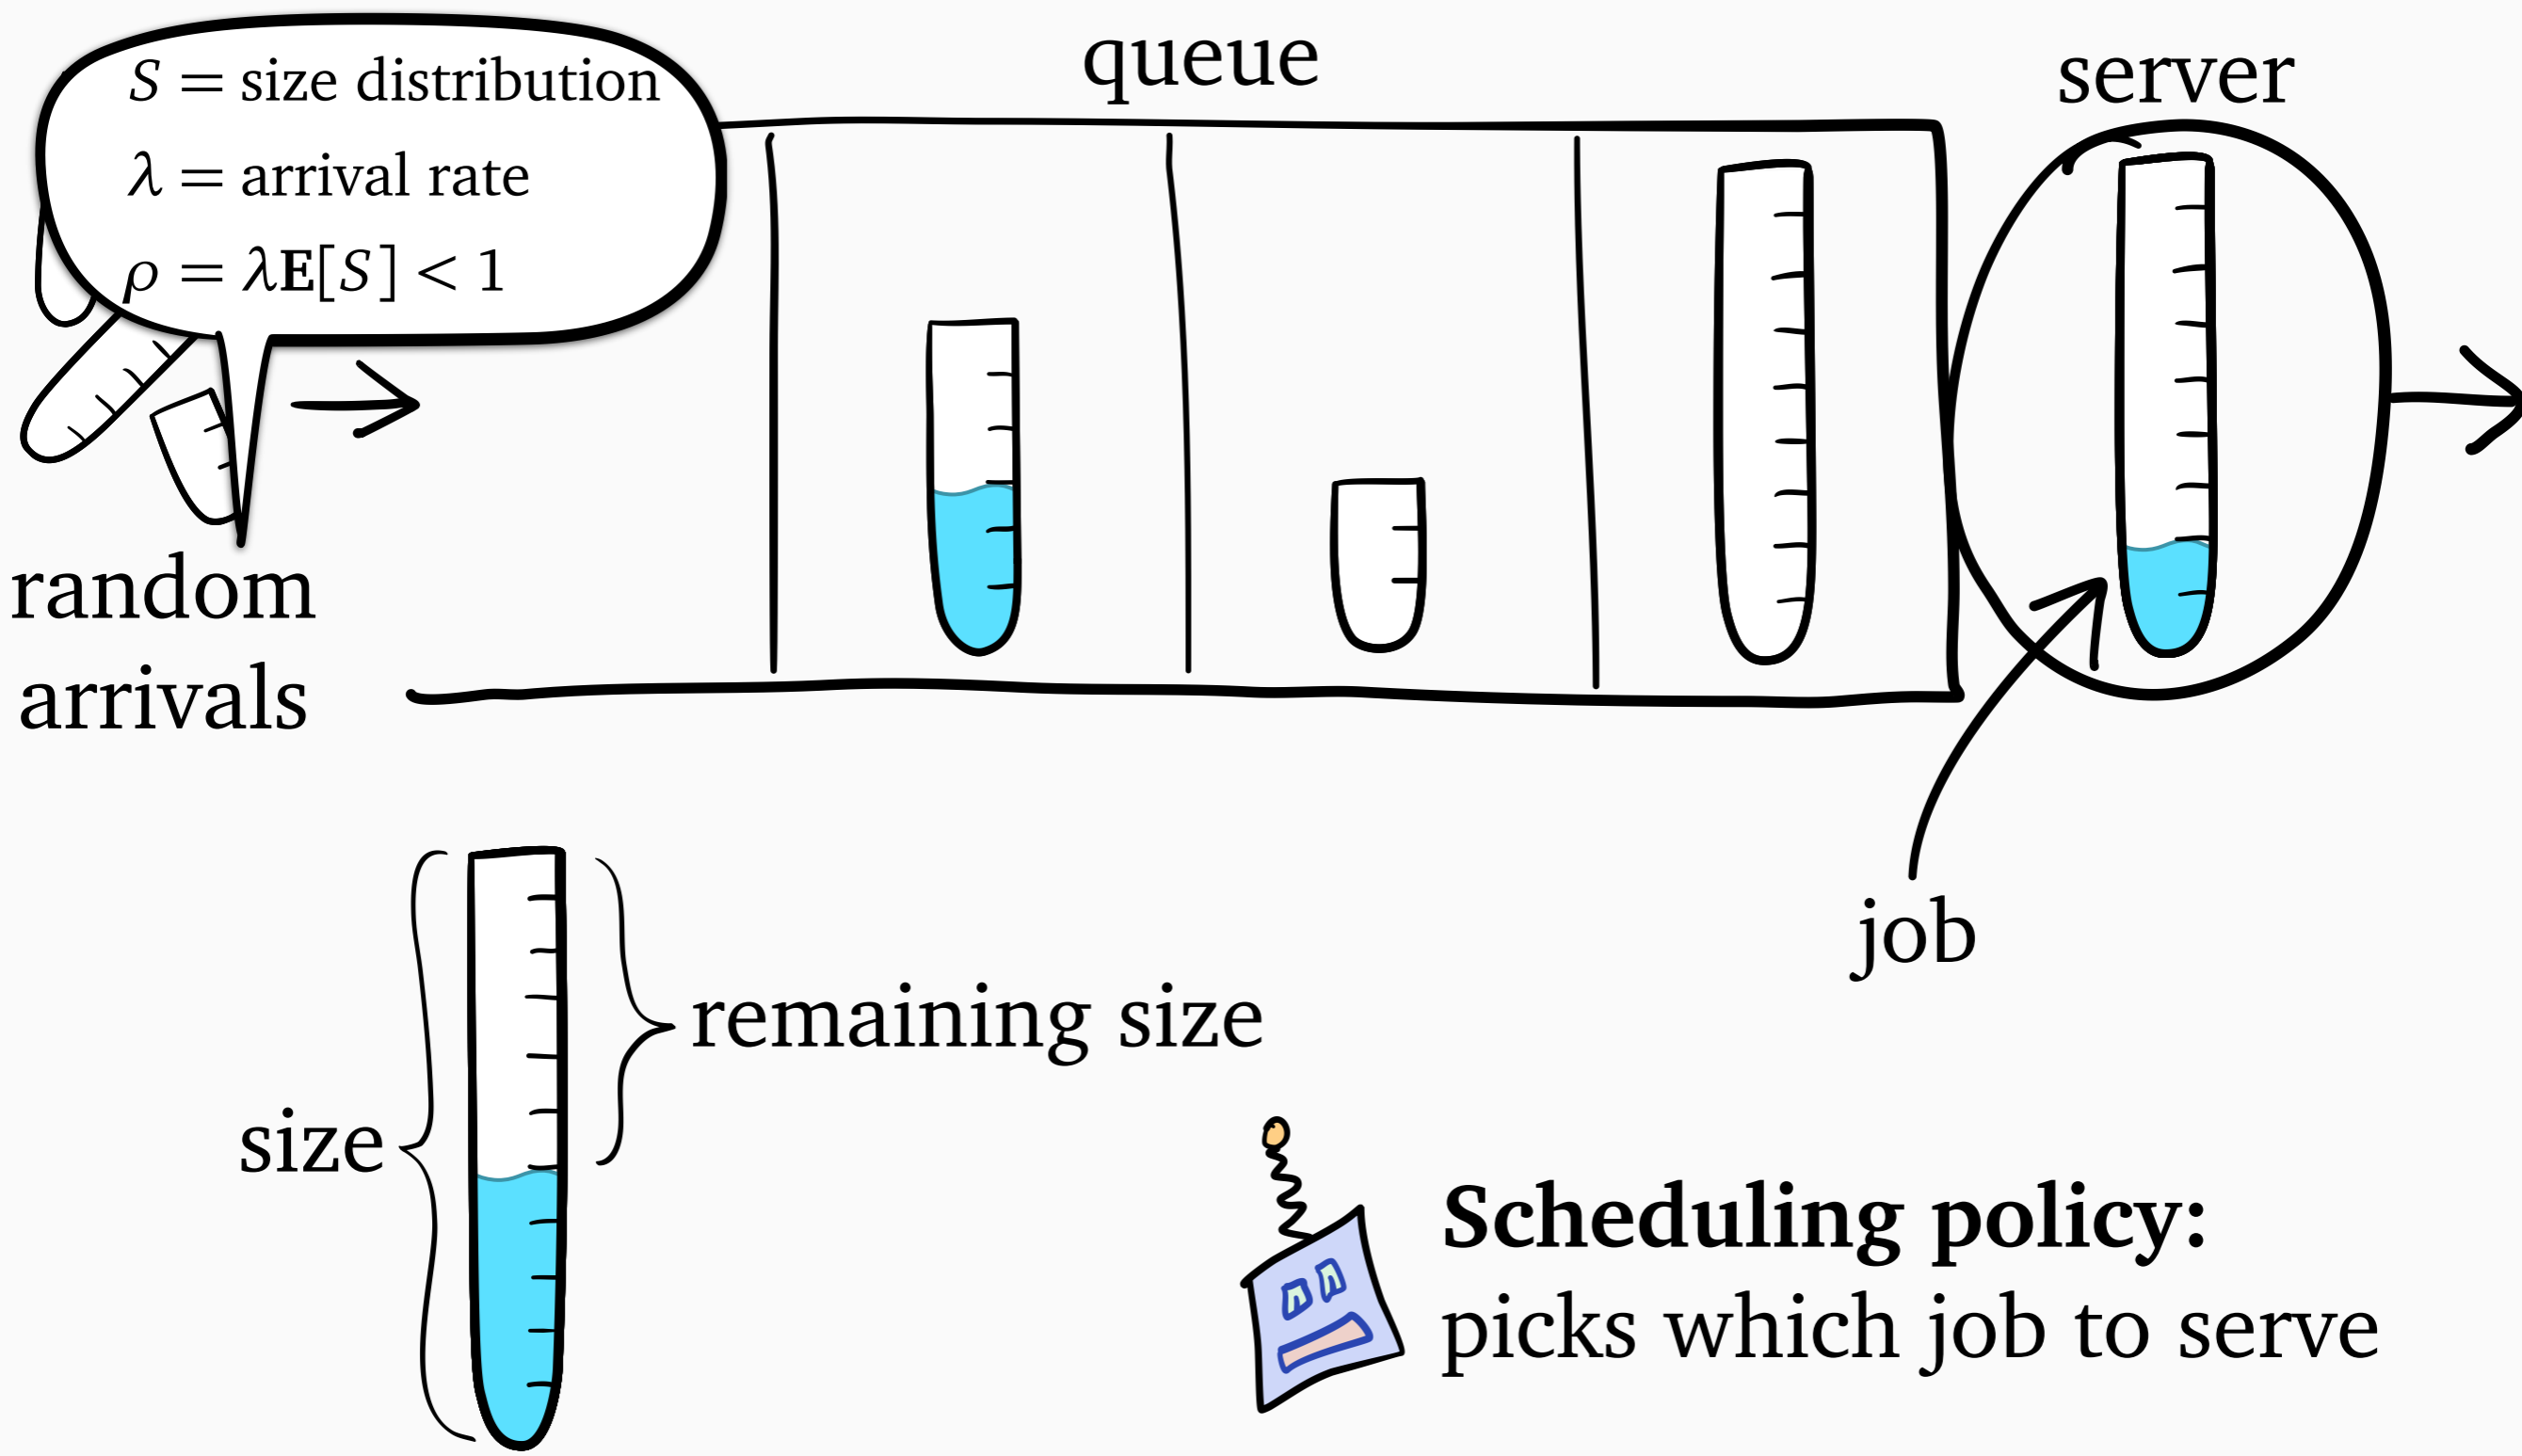 S = size distribution
λ = arrival rate
ρ = λE[S] < 1
queue
server
random
arrivals
job
remaining size
size
Scheduling policy:
picks which job to serve